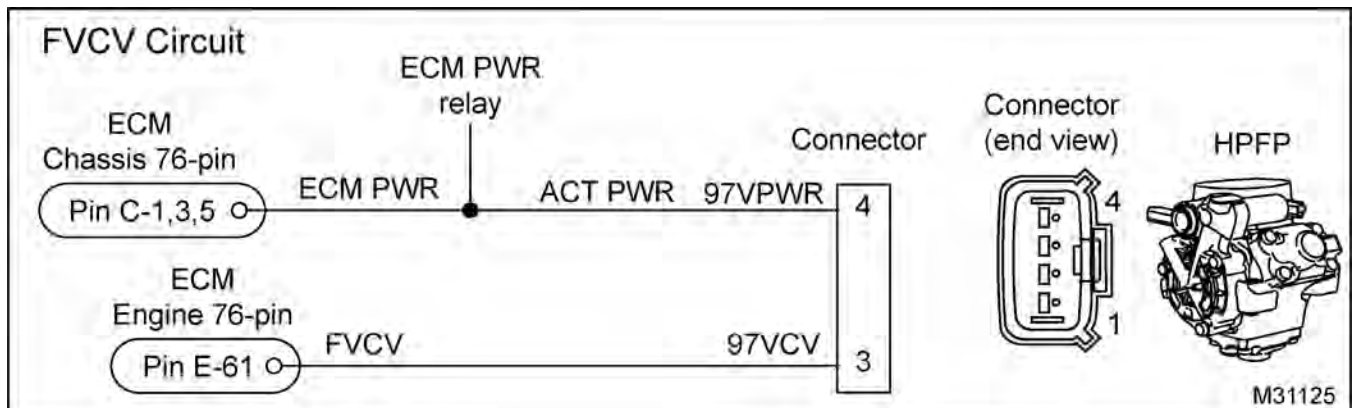 FVCV Circuit
ECM PWR
relay
ECM
Chassis 76-pin
Pin C-1,3,5
ECM PWR
ACT PWR
97VPWR
Connector
4
Connector
(end view)
4
1
HPFP
ECM
Engine 76-pin
Pin E-61
FVCV
97VCV
3
M31125